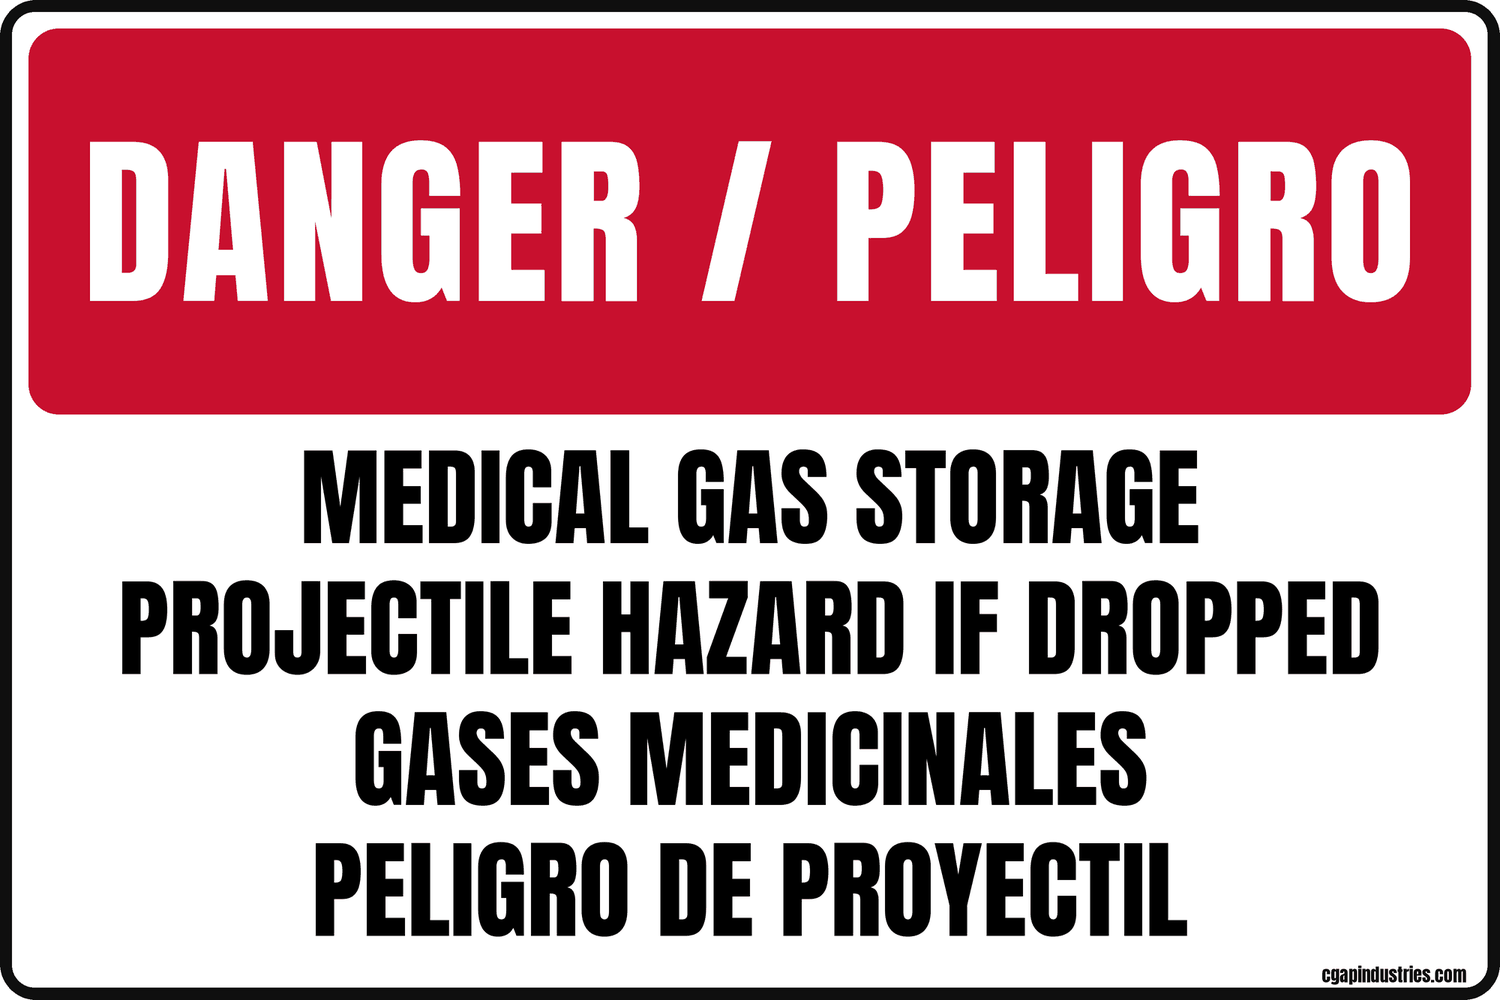 DANGER / PELIGRO
MEDICAL GAS STORAGE
PROJECTILE HAZARD IF DROPPED
GASES MEDICINALES
PELIGRO DE PROYECTIL
cgapindustries.com